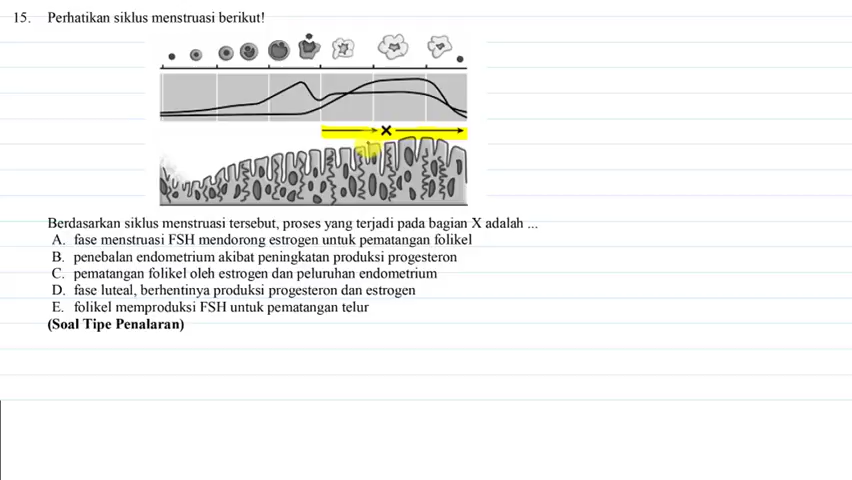 15. Perhatikan siklus menstruasi berikut!
X
Berdasarkan siklus menstruasi tersebut, proses yang terjadi pada bagian X adalah ...
A. fase menstruasi FSH mendorong estrogen untuk pematangan folikel
B. penebalan endometrium akibat peningkatan produksi progesteron
C. pematangan folikel oleh estrogen dan peluruhan endometrium
D. fase luteal, berhentinya produksi progesteron dan estrogen
E. folikel memproduksi FSH untuk pematangan telur
(Soal Tipe Penalaran)